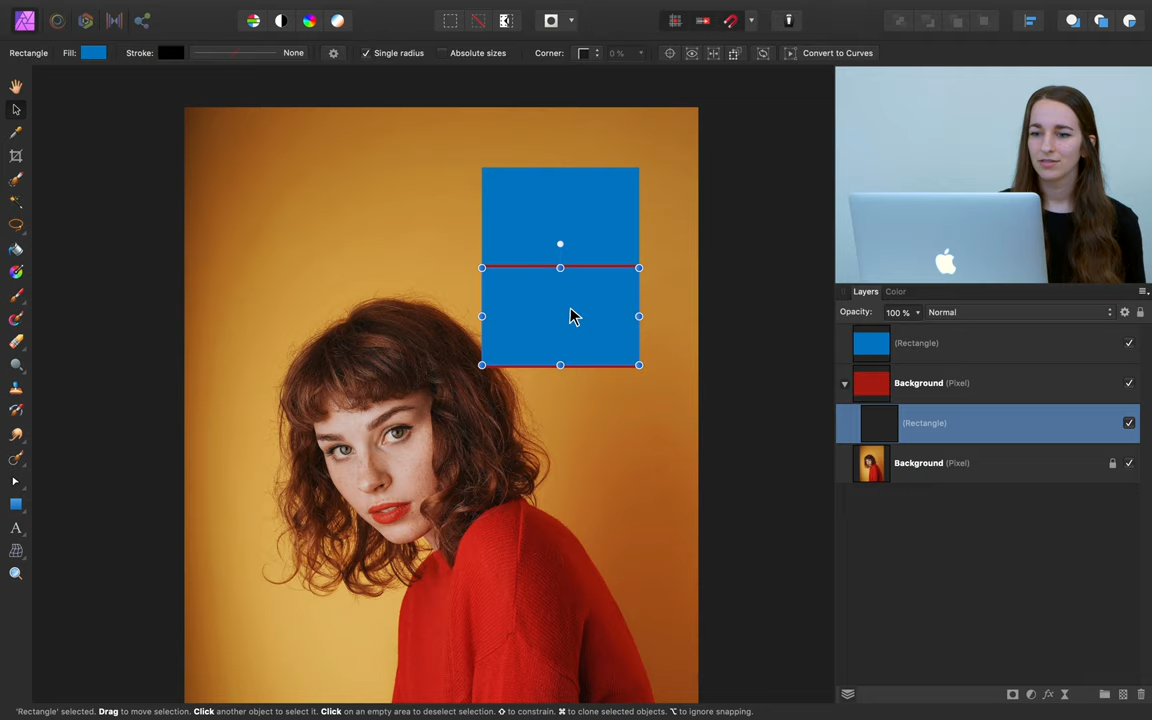 Rectangle Fill: Stroke: None Single radius Absolute sizes Corner: 0 % Convert to Curves
Layers Color
Opacity: 100 % Normal
(Rectangle)
Background (Pixel)
(Rectangle)
Background (Pixel)
'Rectangle' selected. Drag to move selection. Click another object to select it. Click on an empty area to deselect selection. ⇧ to constrain. ⌘ to clone selected objects. ⌥ to ignore snapping.